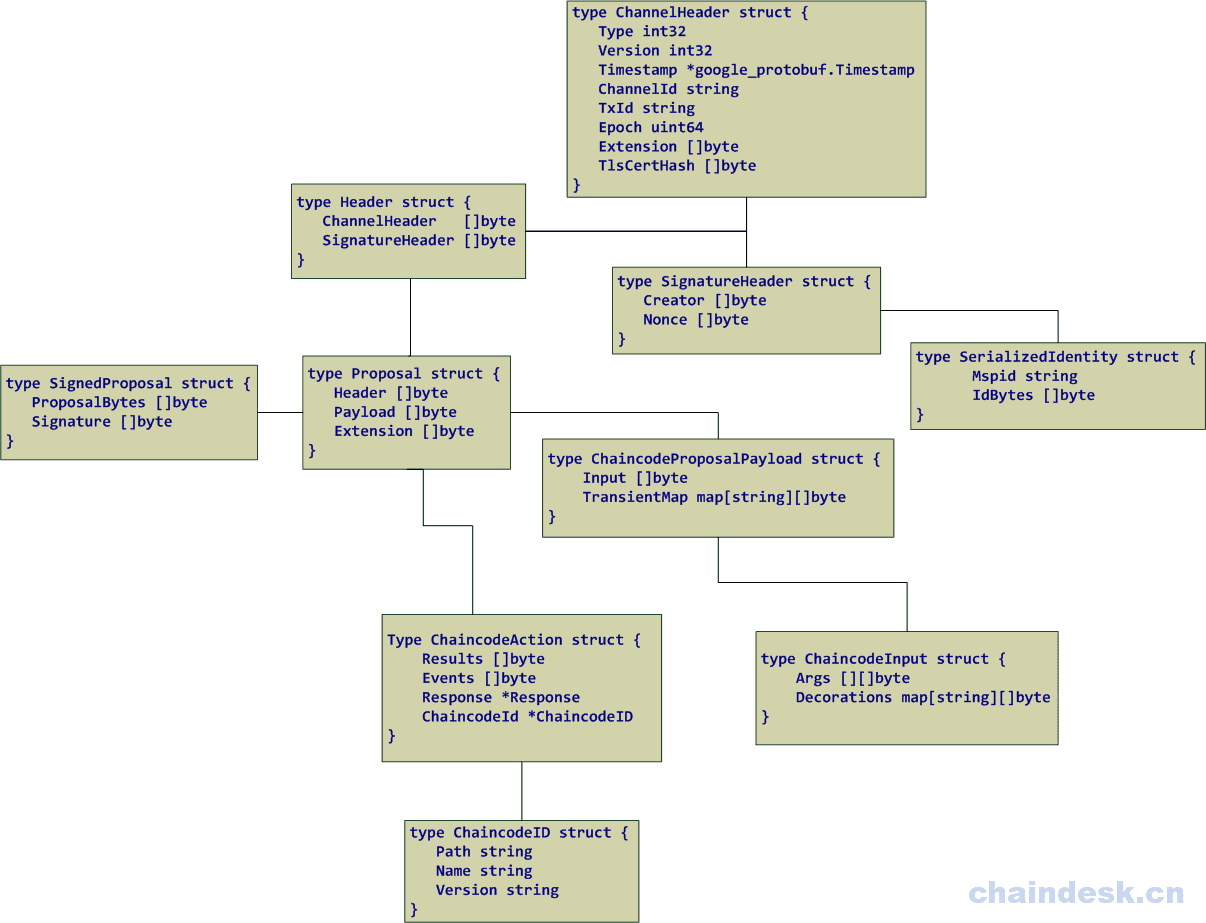 type ChannelHeader struct {
Type int32
Version int32
Timestamp *google_protobuf.Timestamp
ChannelId string
TxId string
Epoch uint64
Extension []byte
TlsCertHash []byte
}
type Header struct {
ChannelHeader []byte
SignatureHeader []byte
}
type SignatureHeader struct {
Creator []byte
Nonce []byte
}
type SerializedIdentity struct {
Mspid string
IdBytes []byte
}
type SignedProposal struct {
ProposalBytes []byte
Signature []byte
}
type Proposal struct {
Header []byte
Payload []byte
Extension []byte
}
type ChaincodeProposalPayload struct {
Input []byte
TransientMap map[string][]byte
}
Type ChaincodeAction struct {
Results []byte
Events []byte
Response *Response
ChaincodeId *ChaincodeID
}
type ChaincodeInput struct {
Args [][]byte
Decorations map[string][]byte
}
type ChaincodeID struct {
Path string
Name string
Version string
}
chaindesk.cn